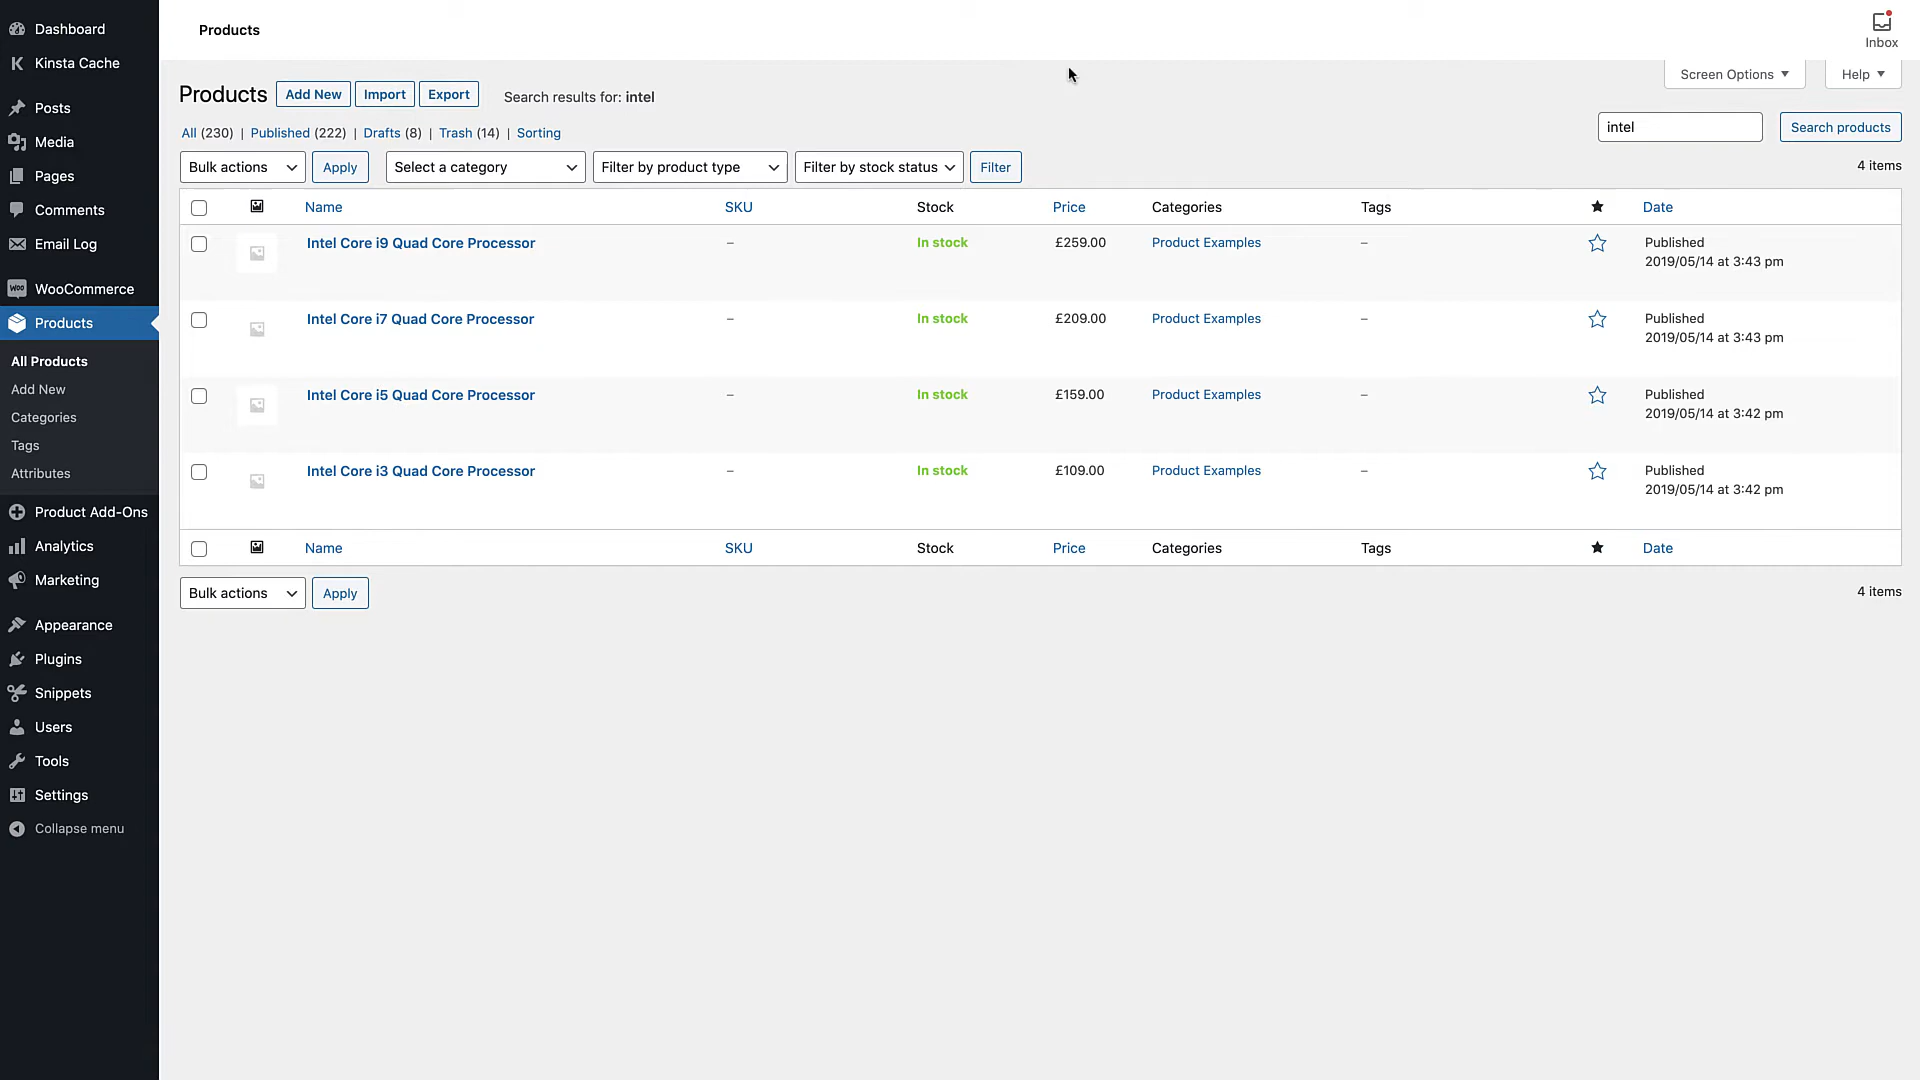 Dashboard
Kinsta Cache
Posts
Media
Pages
Comments
Email Log
WooCommerce
Products
All Products
Add New
Categories
Tags
Attributes
Product Add-Ons
Analytics
Marketing
Appearance
Plugins
Snippets
Users
Tools
Settings
Collapse menu
Products
Inbox
Screen Options ▼
Help ▼
Products Add New Import Export Search results for: intel
All (230) | Published (222) | Drafts (8) | Trash (14) | Sorting
intel Search products
Bulk actions Apply Select a category Filter by product type Filter by stock status Filter 4 items
Name SKU Stock Price Categories Tags ★ Date
Intel Core i9 Quad Core Processor – In stock £259.00 Product Examples – Published
2019/05/14 at 3:43 pm
Intel Core i7 Quad Core Processor – In stock £209.00 Product Examples – Published
2019/05/14 at 3:43 pm
Intel Core i5 Quad Core Processor – In stock £159.00 Product Examples – Published
2019/05/14 at 3:42 pm
Intel Core i3 Quad Core Processor – In stock £109.00 Product Examples – Published
2019/05/14 at 3:42 pm
Name SKU Stock Price Categories Tags ★ Date
Bulk actions Apply 4 items